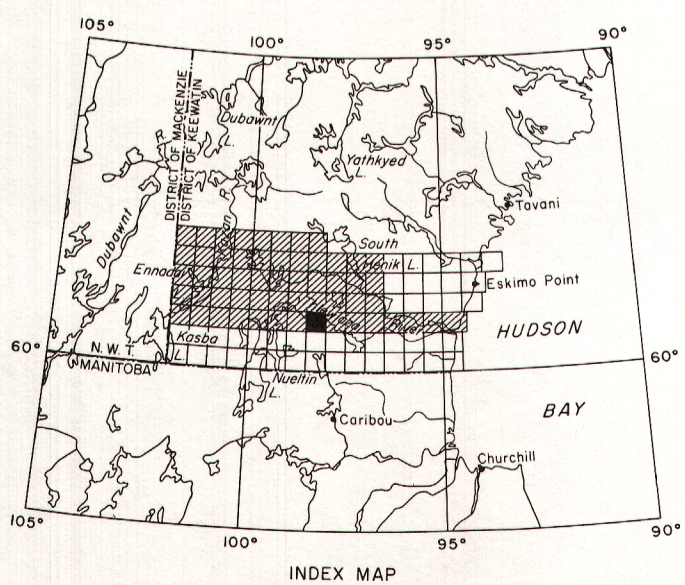 105°
100°
95°
90°
DISTRICT OF MACKENZIE
DISTRICT OF KEEWATIN
Dubawnt
L.
Yathkyed
L.
R.
Dubawnt
Kazan
R.
Tavani
South
Henik L.
Ennadai
Eskimo Point
HUDSON
BAY
River
Kasba
L.
60°
N. W. T.
MANITOBA
60°
Nueltin
L.
Caribou
Churchill
105°
100°
95°
90°
INDEX MAP